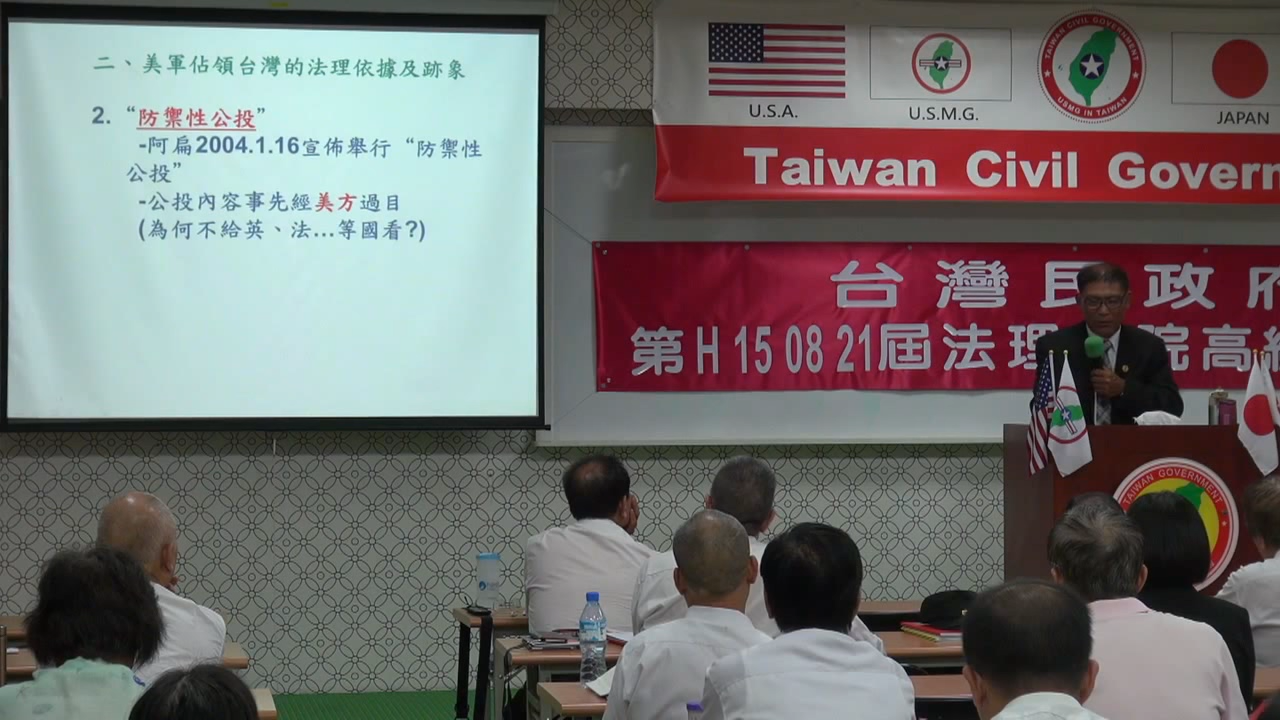 二、美軍佔領台灣的法理依據及跡象
2. “防禦性公投”
-阿扁2004.1.16宣佈舉行“防禦性
公投”
-公投內容事先經美方過目
(為何不給英、法...等國看?)
U.S.A.
U.S.M.G.
TAIWAN CIVIL GOVERNMENT
USMG IN TAIWAN
JAPAN
Taiwan Civil Govern
台灣民政府
第H 15 08 21屆法理 院高
TAIWAN GOVERNMENT